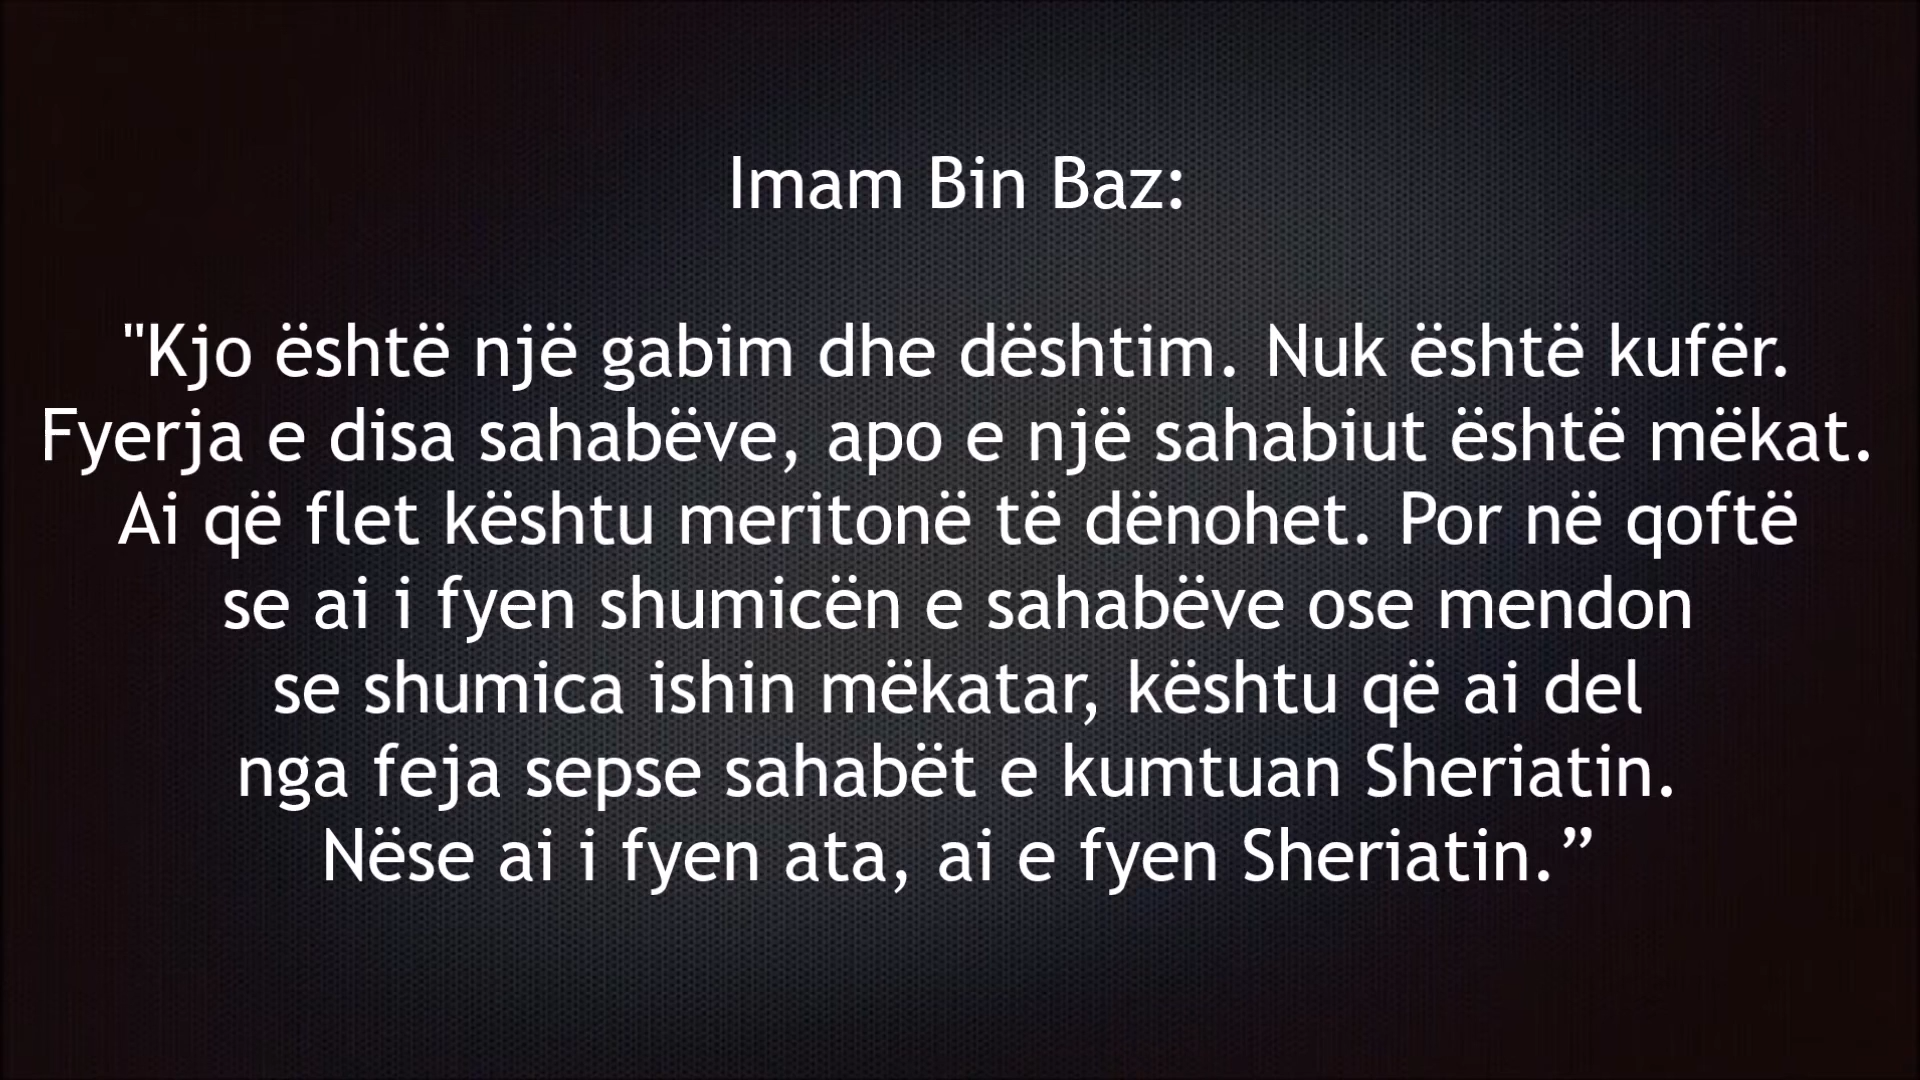 Imam Bin Baz:
"Kjo është një gabim dhe dështim. Nuk është kufër.
Fyerja e disa sahabëve, apo e një sahabiut është mëkat.
Ai që flet kështu meritonë të dënohet. Por në qoftë
se ai i fyen shumicën e sahabëve ose mendon
se shumica ishin mëkatar, kështu që ai del
nga feja sepse sahabët e kumtuan Sheriatin.
Nëse ai i fyen ata, ai e fyen Sheriatin.”